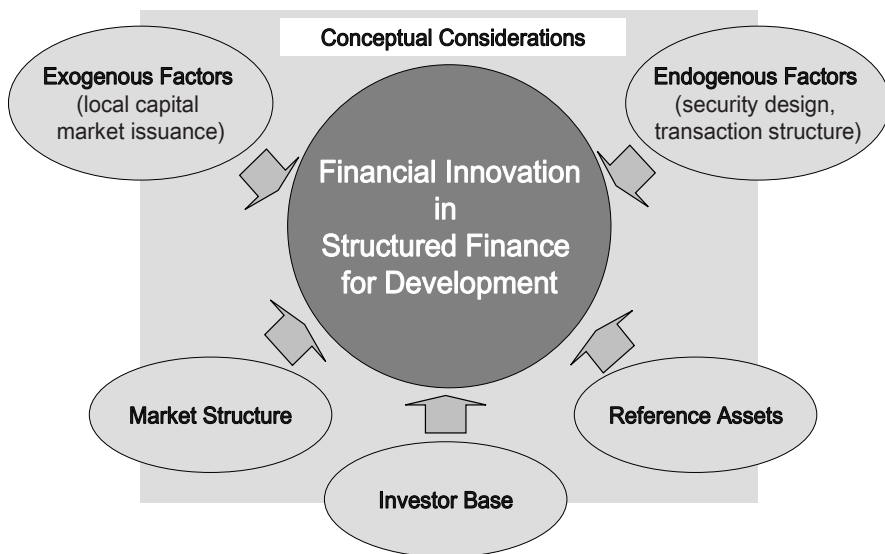 Conceptual Considerations
Exogenous Factors
(local capital
market issuance)
Endogenous Factors
(security design,
transaction structure)
Financial Innovation
in
Structured Finance
for Development
Market Structure
Reference Assets
Investor Base